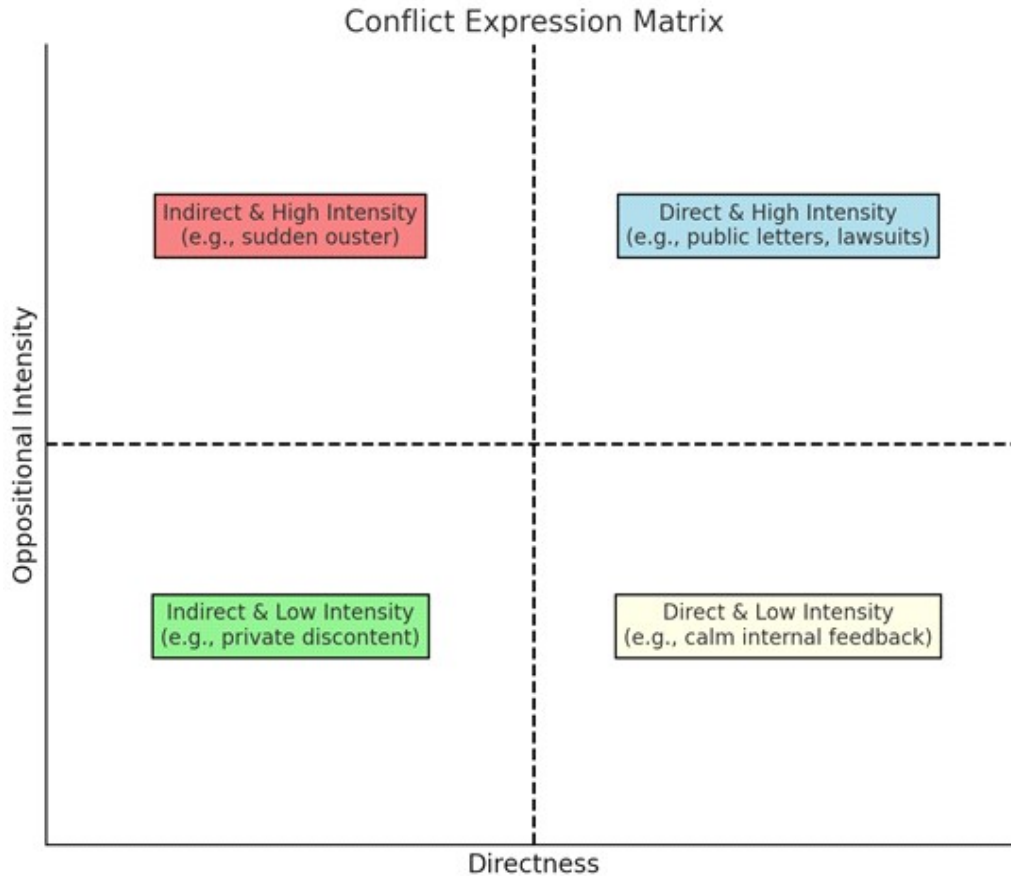 Conflict Expression Matrix
Indirect & High Intensity
(e.g., sudden ouster)
Direct & High Intensity
(e.g., public letters, lawsuits)
Oppositional Intensity
Indirect & Low Intensity
(e.g., private discontent)
Direct & Low Intensity
(e.g., calm internal feedback)
Directness